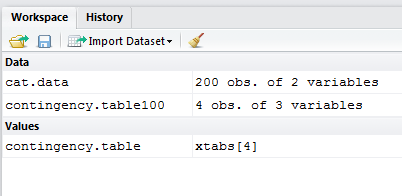 Workspace History
Import Dataset
Data
cat.data 200 obs. of 2 variables
contingency.table100 4 obs. of 3 variables
Values
contingency.table xtabs[4]